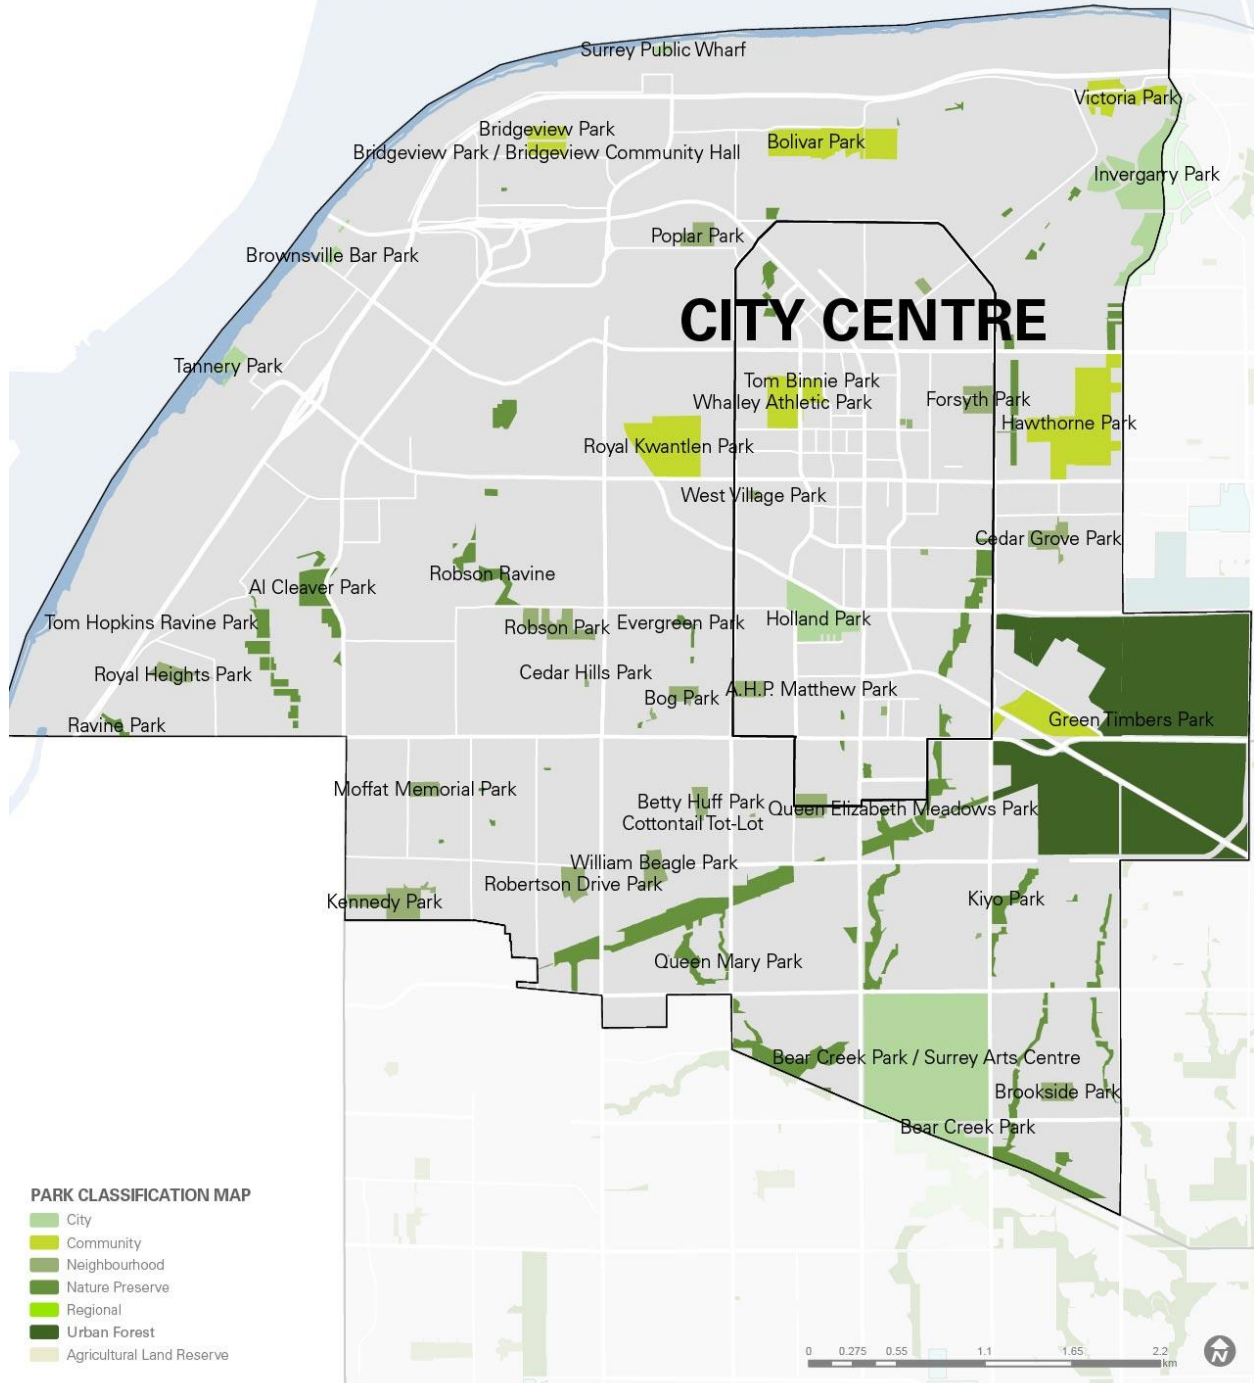 Surrey Public Wharf
Victoria Park
Bridgeview Park
Bolivar Park
Bridgeview Park / Bridgeview Community Hall
Invergarry Park
Poplar Park
Brownsville Bar Park
CITY CENTRE
Tannery Park
Tom Binnie Park
Whalley Athletic Park
Forsyth Park
Hawthorne Park
Royal Kwantlen Park
West Village Park
Cedar Grove Park
Robson Ravine
Al Cleaver Park
Tom Hopkins Ravine Park
Robson Park
Evergreen Park
Holland Park
Royal Heights Park
Cedar Hills Park
Bog Park
A.H.P. Matthew Park
Ravine Park
Green Timbers Park
Moffat Memorial Park
Betty Huff Park
Queen Elizabeth Meadows Park
Cottontail Tot-Lot
William Beagle Park
Robertson Drive Park
Kennedy Park
Kiyo Park
Queen Mary Park
Bear Creek Park / Surrey Arts Centre
Brookside Park
Bear Creek Park
PARK CLASSIFICATION MAP
City
Community
Neighbourhood
Nature Preserve
Regional
Urban Forest
Agricultural Land Reserve
0 0.275 0.55 1.1 1.65 2.2
km
N